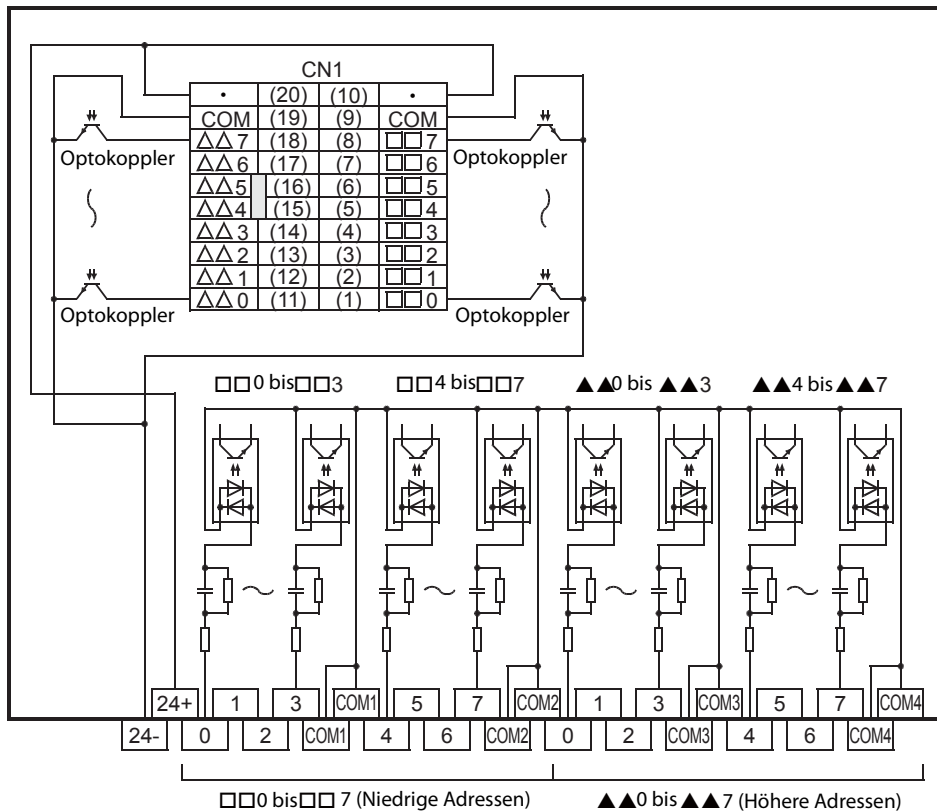 CN1
• (20) (10) •
COM (19) (9) COM
△△7 (18) (8) □□7
△△6 (17) (7) □□6
△△5 (16) (6) □□5
△△4 (15) (5) □□4
△△3 (14) (4) □□3
△△2 (13) (3) □□2
△△1 (12) (2) □□1
△△0 (11) (1) □□0
Optokoppler Optokoppler
Optokoppler Optokoppler
□□0 bis□□3 □□4 bis□□7 ▲▲0 bis ▲▲3 ▲▲4 bis ▲▲7
24+ 1 3 COM1 5 7 COM2 1 3 COM3 5 7 COM4
24- 0 2 COM1 4 6 COM2 0 2 COM3 4 6 COM4
□□0 bis□□ 7 (Niedrige Adressen) ▲▲0 bis ▲▲7 (Höhere Adressen)